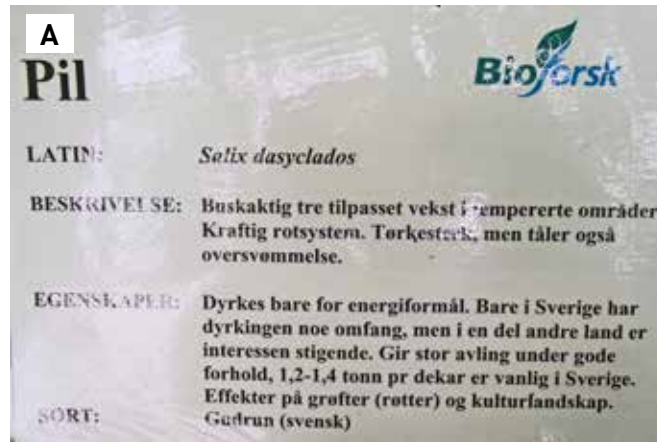 A
Pil
Bioforsk
LATIN: Salix dasyclados
BESKRIVELSE: Buskaktig tre tilpasset vekst i tempererte områder
Kraftig rotsystem. Tørkesterk, men tåler også
oversvømmelse.
EGENSKAPER: Dyrkes bare for energiformål. Bare i Sverige har
dyrkingen noe omfang, men i en del andre land er
interessen stigende. Gir stor avling under gode
forhold, 1,2-1,4 tonn pr dekar er vanlig i Sverige.
Effekter på grøfter (røtter) og kulturlandskap.
SORT: Gudrun (svensk)